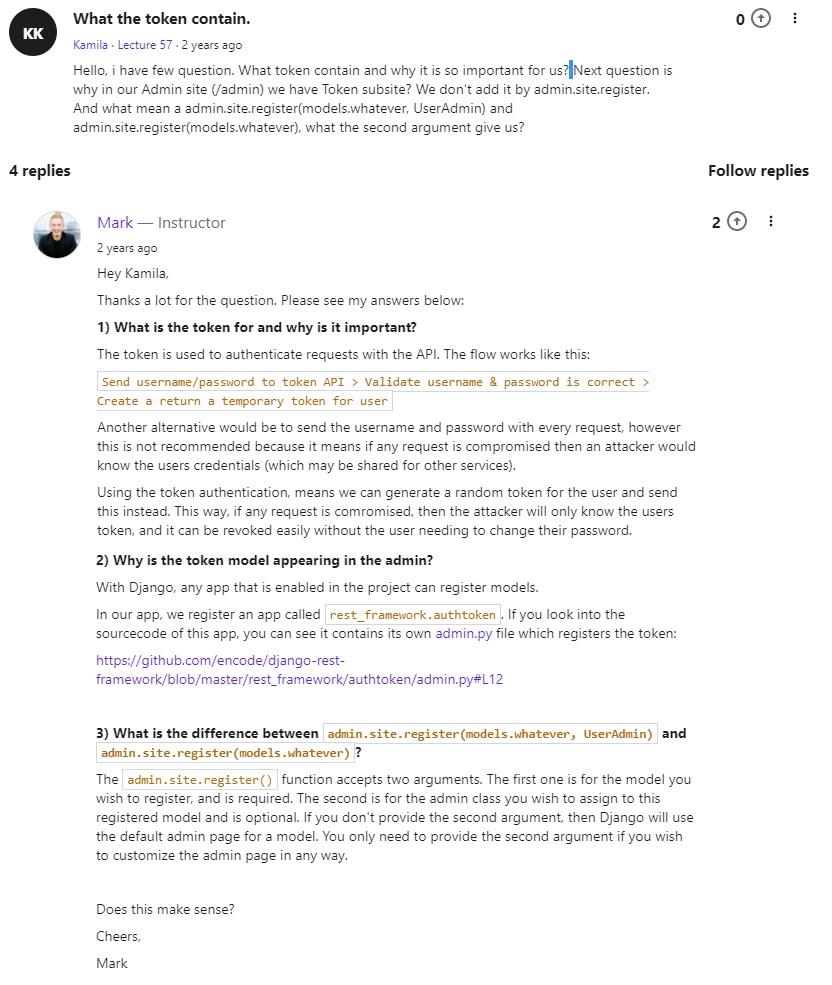 KK
What the token contain.
0
Kamila · Lecture 57 · 2 years ago
Hello, i have few question. What token contain and why it is so important for us? Next question is
why in our Admin site (/admin) we have Token subsite? We don't add it by admin.site.register.
And what mean a admin.site.register(models.whatever, UserAdmin) and
admin.site.register(models.whatever), what the second argument give us?
4 replies
Follow replies
Mark — Instructor
2
2 years ago
Hey Kamila,
Thanks a lot for the question. Please see my answers below:
1) What is the token for and why is it important?
The token is used to authenticate requests with the API. The flow works like this:
Send username/password to token API > Validate username & password is correct >
Create a return a temporary token for user
Another alternative would be to send the username and password with every request, however
this is not recommended because it means if any request is compromised then an attacker would
know the users credentials (which may be shared for other services).
Using the token authentication, means we can generate a random token for the user and send
this instead. This way, if any request is comromised, then the attacker will only know the users
token, and it can be revoked easily without the user needing to change their password.
2) Why is the token model appearing in the admin?
With Django, any app that is enabled in the project can register models.
In our app, we register an app called rest_framework.authtoken. If you look into the
sourcecode of this app, you can see it contains its own admin.py file which registers the token:
https://github.com/encode/django-rest-
framework/blob/master/rest_framework/authtoken/admin.py#L12
3) What is the difference between admin.site.register(models.whatever, UserAdmin) and
admin.site.register(models.whatever)?
The admin.site.register() function accepts two arguments. The first one is for the model you
wish to register, and is required. The second is for the admin class you wish to assign to this
registered model and is optional. If you don't provide the second argument, then Django will use
the default admin page for a model. You only need to provide the second argument if you wish
to customize the admin page in any way.
Does this make sense?
Cheers,
Mark